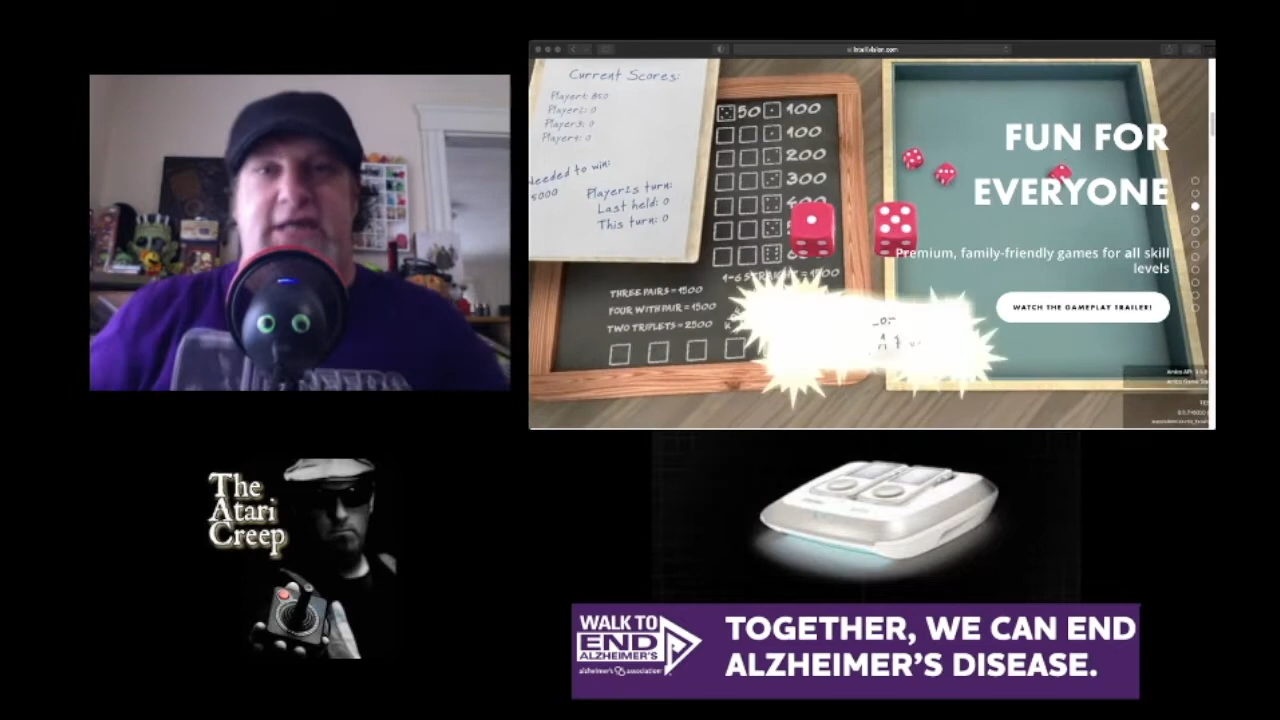 intellivision.com
Current Scores:
Player1: 850
Player2: 0
Player3: 0
Player4: 0
Needed to win:
5000
Player2s turn:
Last held: 0
This turn: 0
50 100
100
200
300
THREE PAIRS = 1500
FOUR WITH PAIR = 1500
TWO TRIPLETS = 2500
FUN FOR
EVERYONE
Premium, family-friendly games for all skill
levels
WATCH THE GAMEPLAY TRAILER!
The
Atari
Creep
WALK TO
END
ALZHEIMER'S
alzheimer's association
TOGETHER, WE CAN END
ALZHEIMER'S DISEASE.